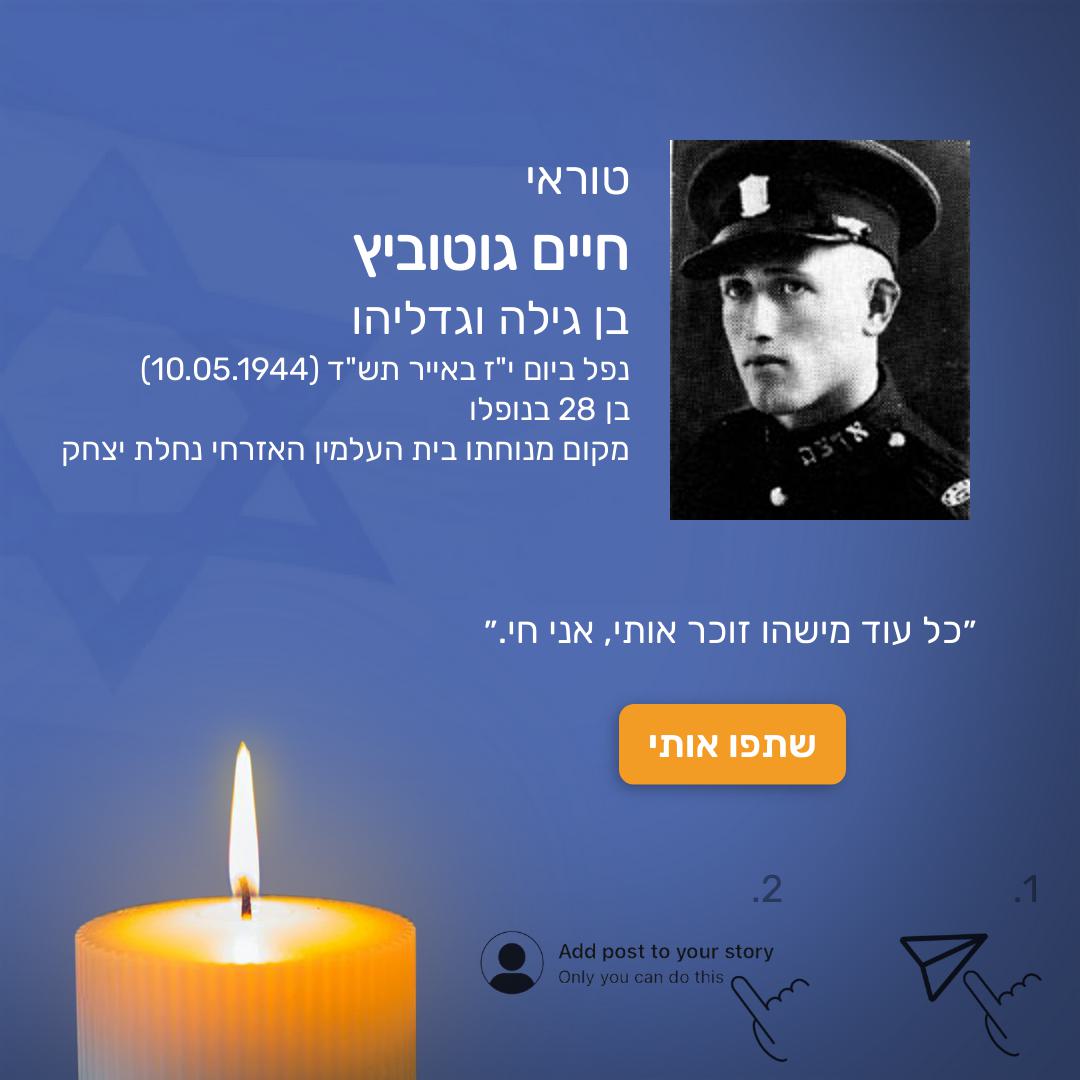 טוראי
חיים גוטוביץ
בן גילה וגדליהו
נפל ביום י"ז באייר תש"ד (10.05.1944)
בן 28 בנופלו
מקום מנוחתו בית העלמין האזרחי נחלת יצחק
״כל עוד מישהו זוכר אותי, אני חי.״
שתפו אותי
1.
2.
Add post to your story
Only you can do this